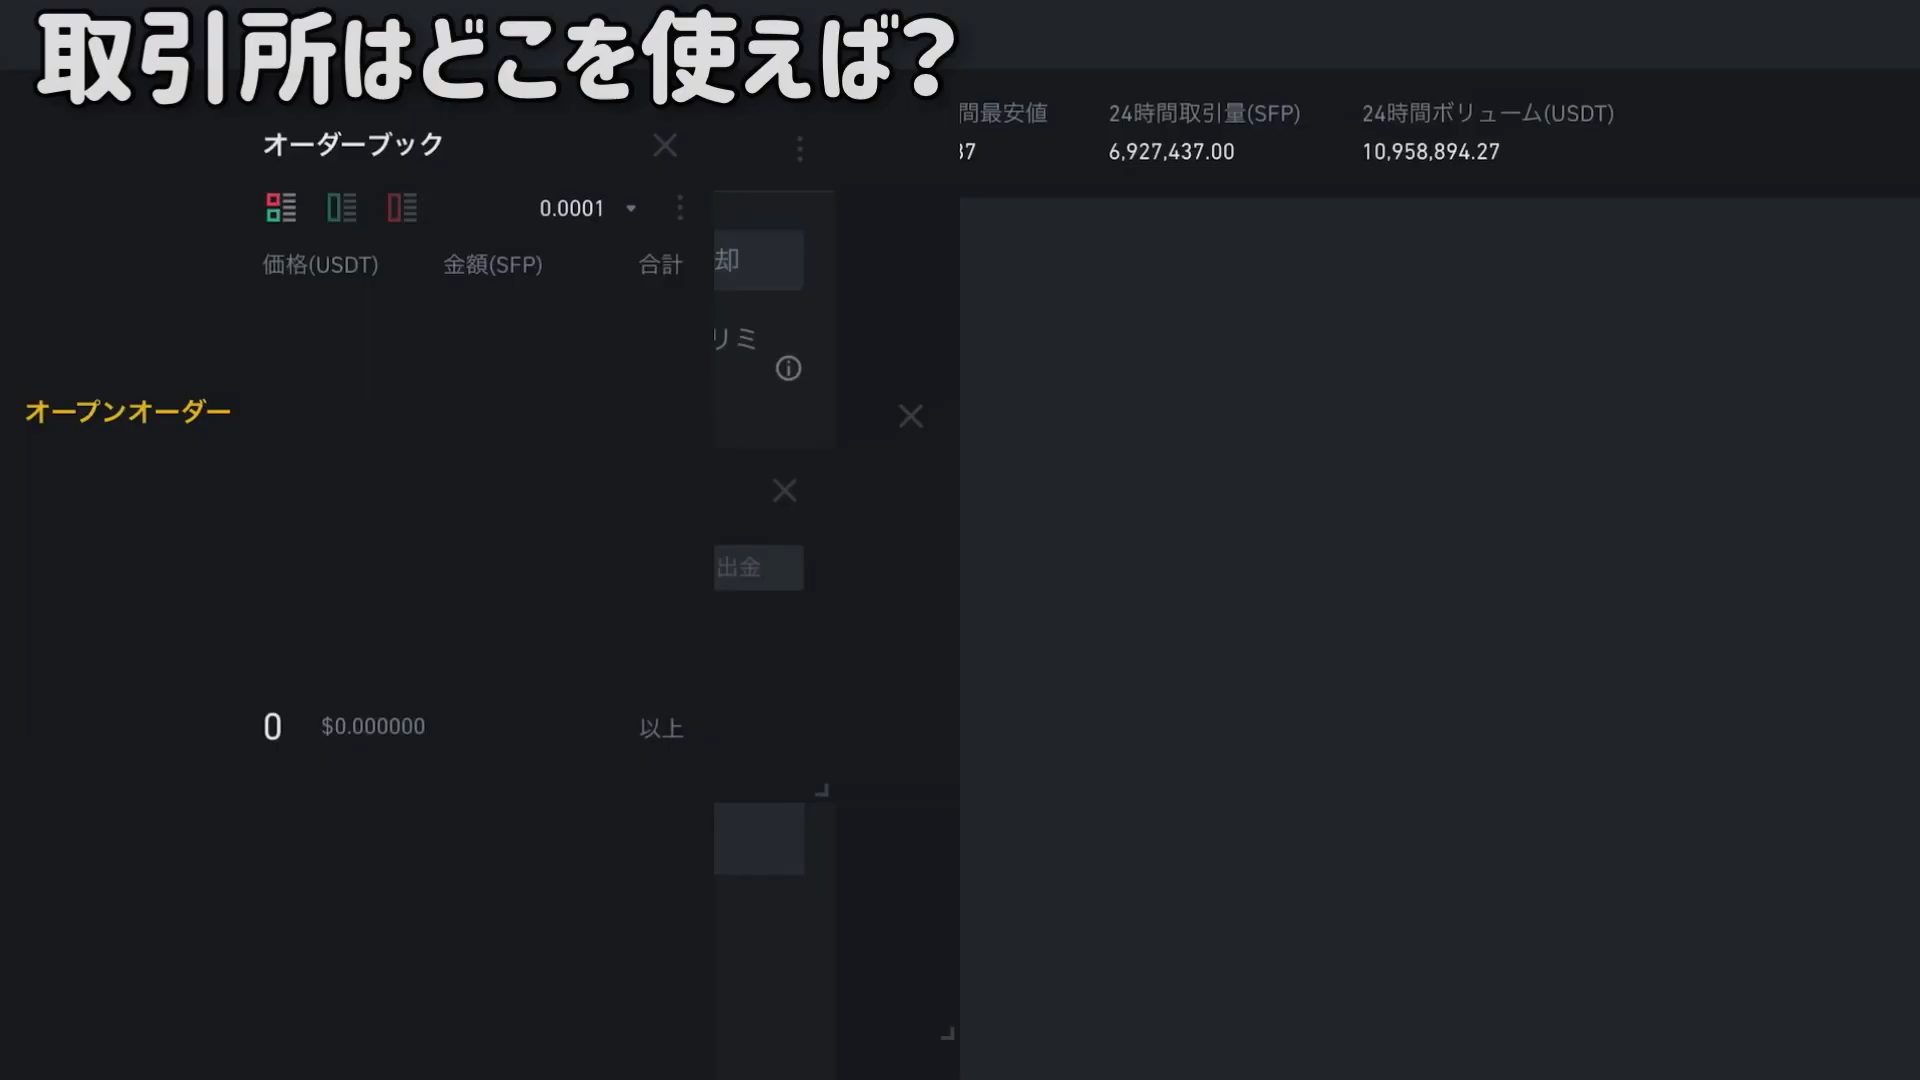 取引所はどこを使えば?
間最安値 24時間取引量(SFP) 24時間ボリューム(USDT)
37 6,927,437.00 10,958,894.27
オーダーブック
0.0001
価格(USDT) 金額(SFP) 合計
却
リミ
オープンオーダー
出金
0 $0.000000 以上